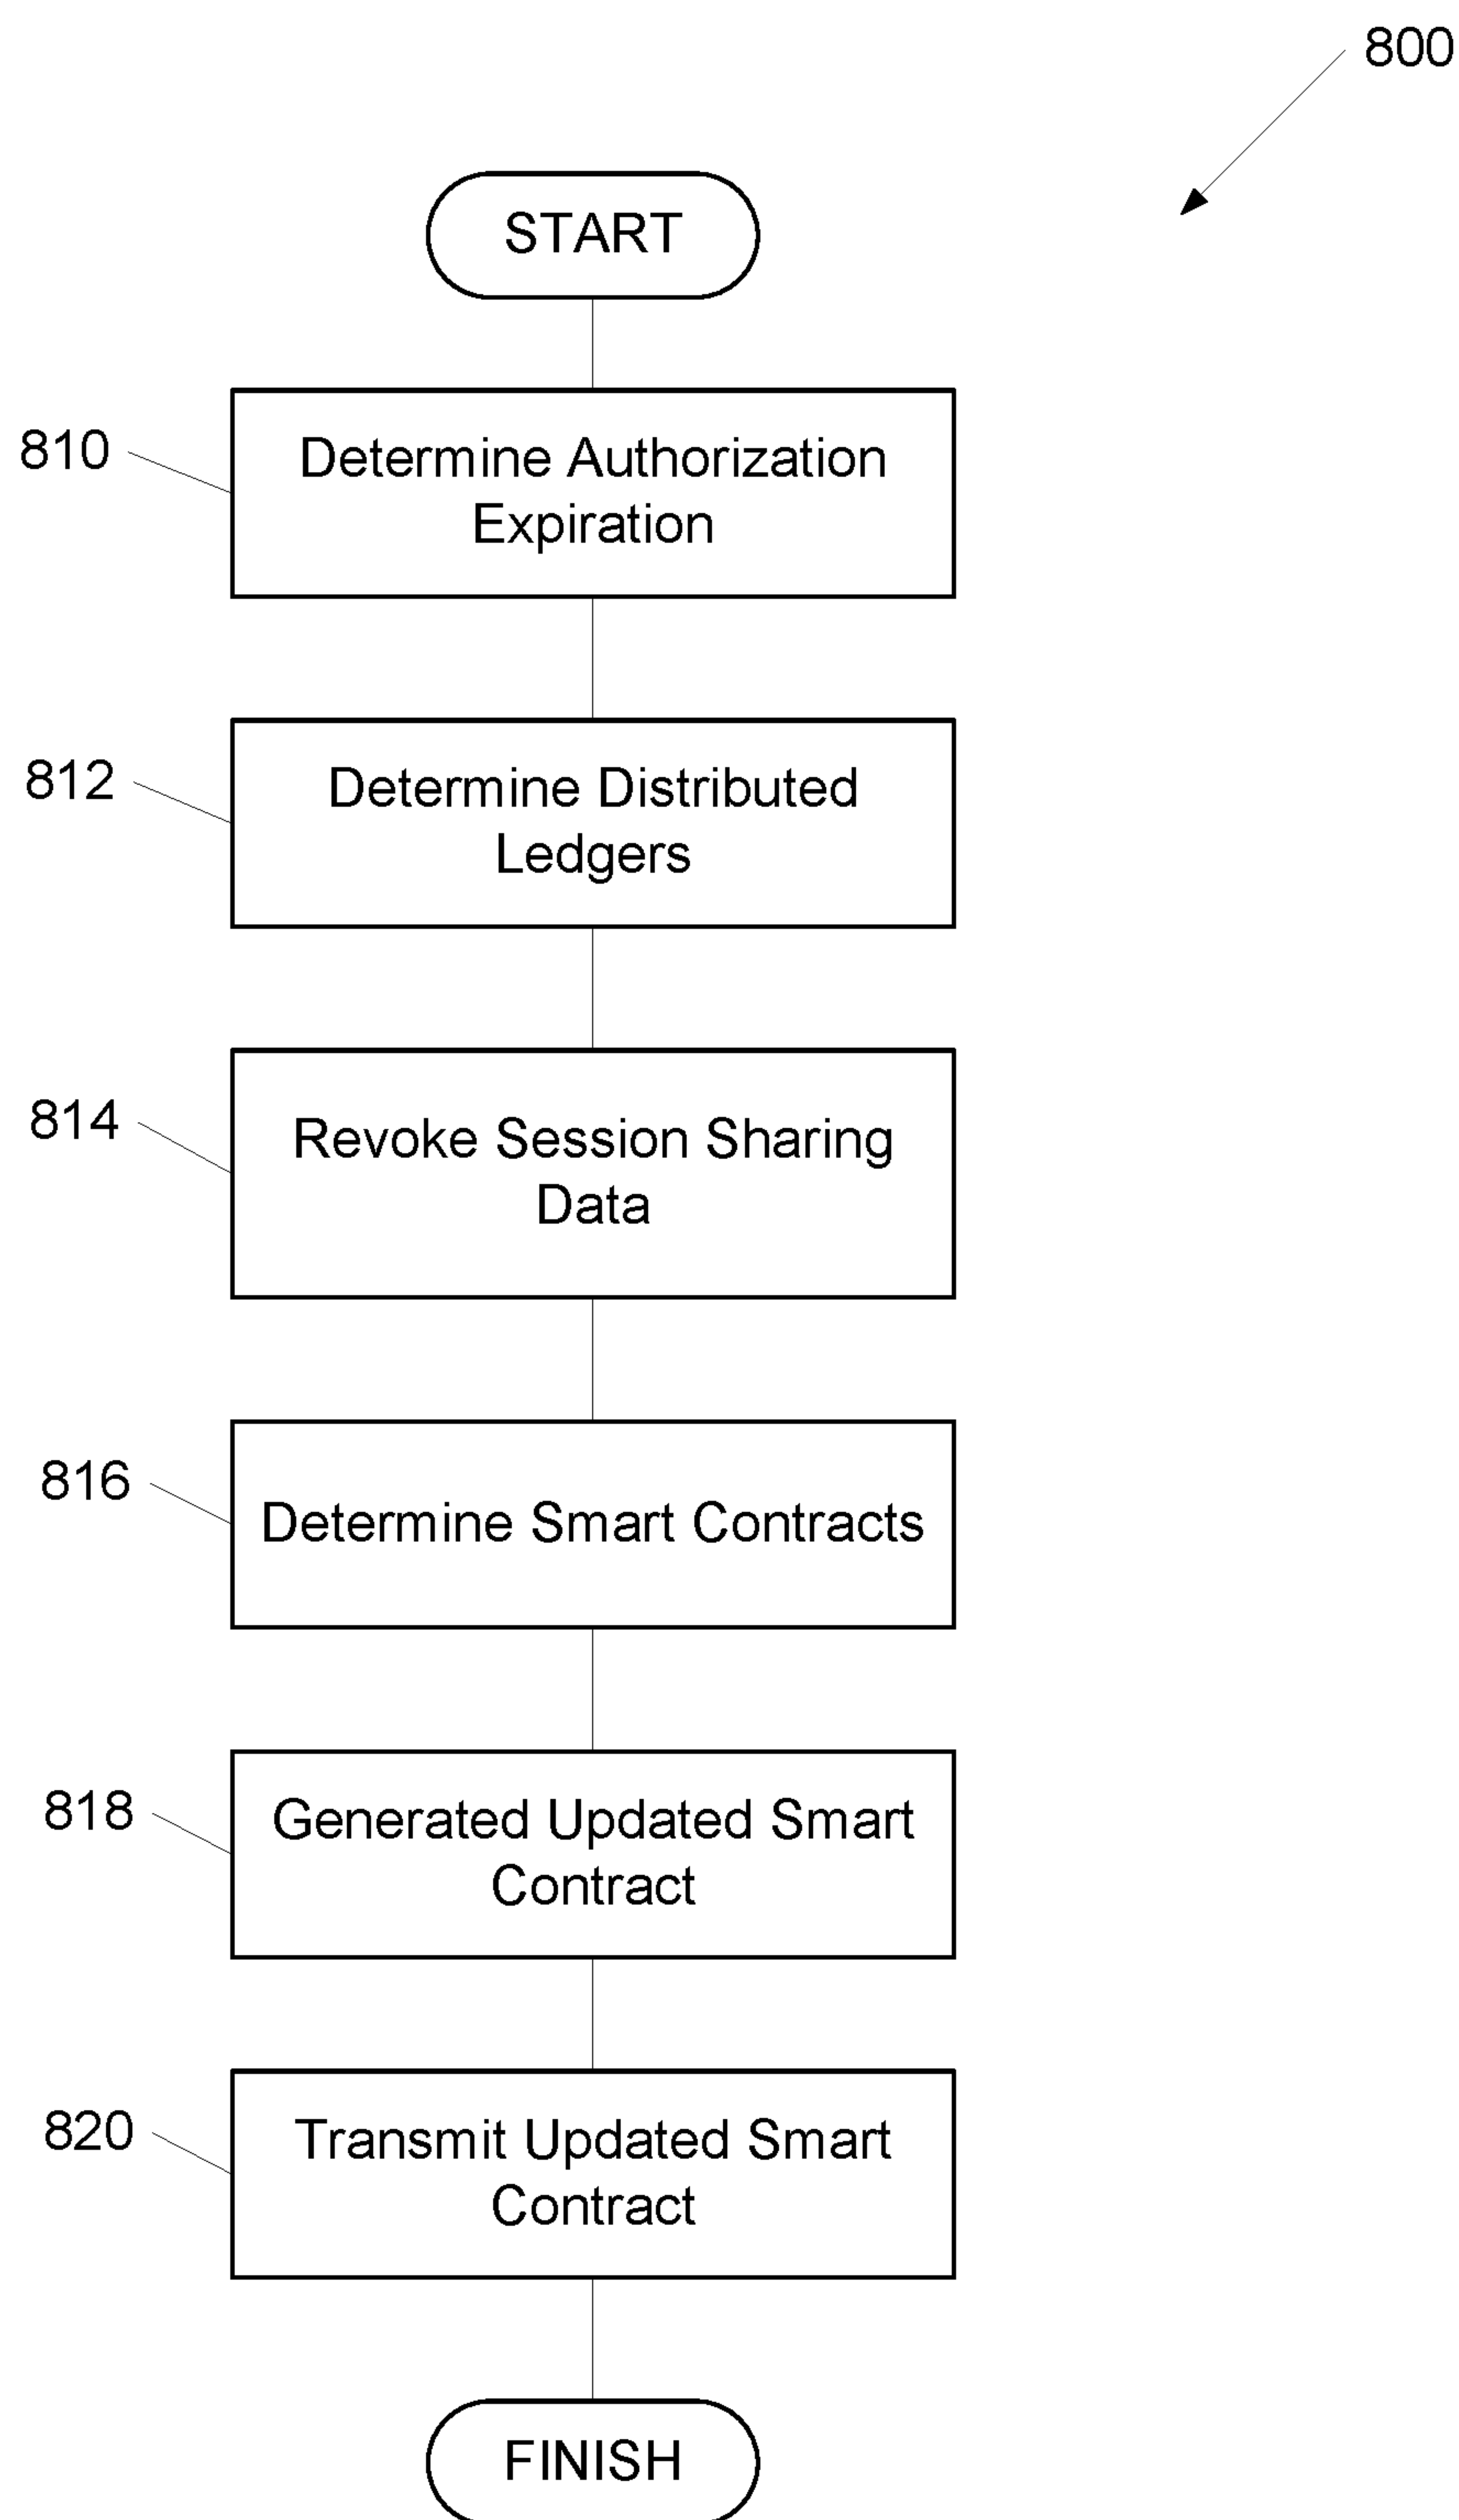 800
START
810
Determine Authorization
Expiration
812
Determine Distributed
Ledgers
814
Revoke Session Sharing
Data
816
Determine Smart Contracts
818
Generated Updated Smart
Contract
820
Transmit Updated Smart
Contract
FINISH